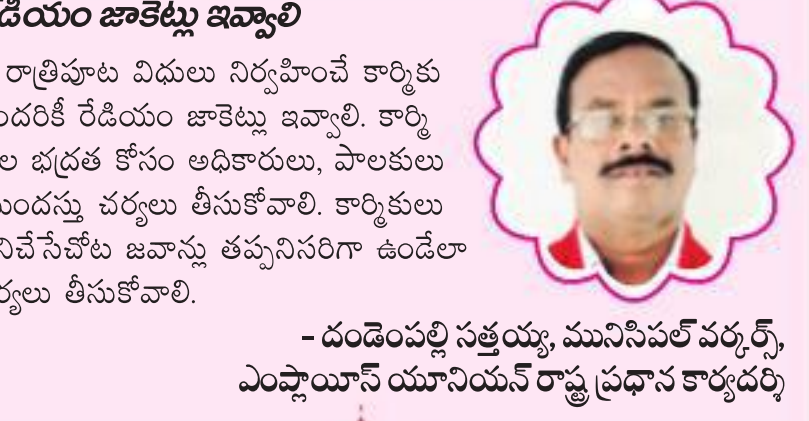 డియం జాకెట్లు ఇవ్వాలి
రాత్రిపూట విధులు నిర్వహించే కార్మికు
ందరికీ రేడియం జాకెట్లు ఇవ్వాలి. కార్మి
ల భద్రత కోసం అధికారులు, పాలకులు
ుందస్తు చర్యలు తీసుకోవాలి. కార్మికులు
నిచేసేచోట జవాన్లు తప్పనిసరిగా ఉండేలా
ర్యలు తీసుకోవాలి.
– దండెంపల్లి సత్తయ్య, మునిసిపల్ వర్కర్స్,
ఎంప్లాయీస్ యూనియన్ రాష్ట్ర ప్రధాన కార్యదర్శి